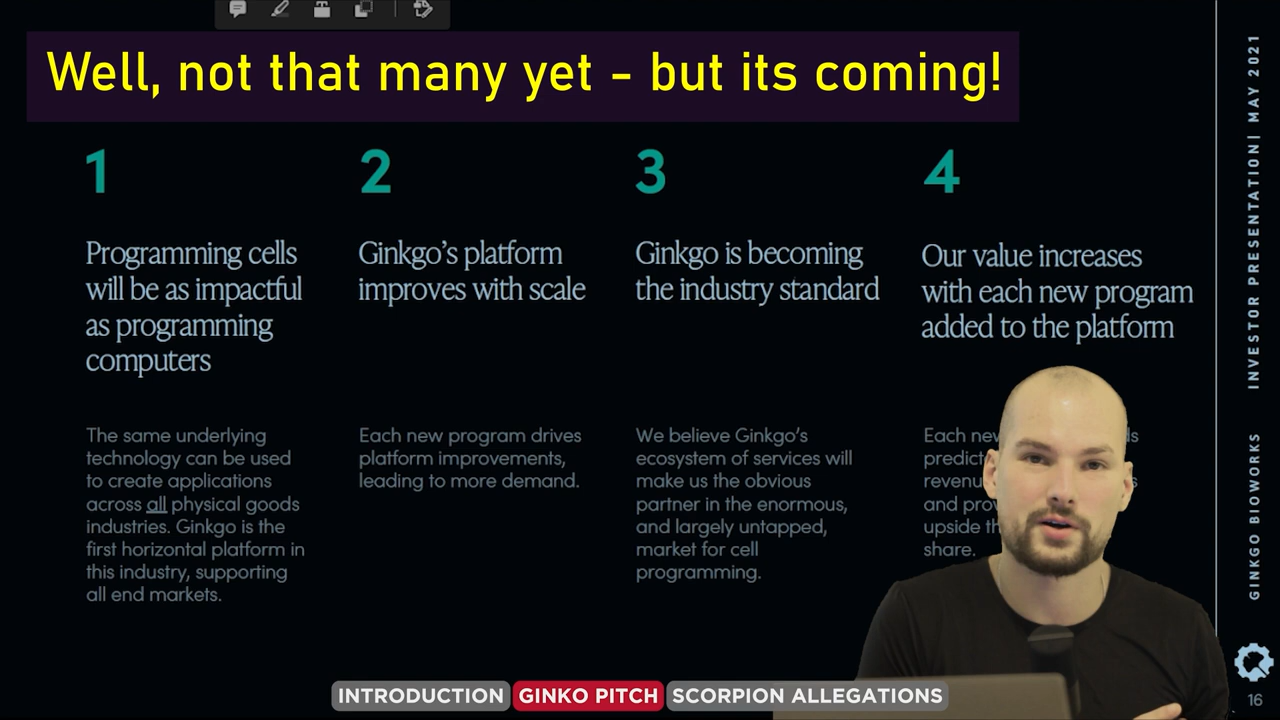 Well, not that many yet - but its coming!
1
Programming cells
will be as impactful
as programming
computers
The same underlying
technology can be used
to create applications
across all physical goods
industries. Ginkgo is the
first horizontal platform in
this industry, supporting
all end markets.
2
Ginkgo’s platform
improves with scale
Each new program drives
platform improvements,
leading to more demand.
3
Ginkgo is becoming
the industry standard
We believe Ginkgo’s
ecosystem of services will
make us the obvious
partner in the enormous,
and largely untapped,
market for cell
programming.
4
Our value increases
with each new program
added to the platform
Each
and
upside
share.
GINKGO BIOWORKS INVESTOR PRESENTATION| MAY 2021
16
INTRODUCTION GINKO PITCH SCORPION ALLEGATIONS